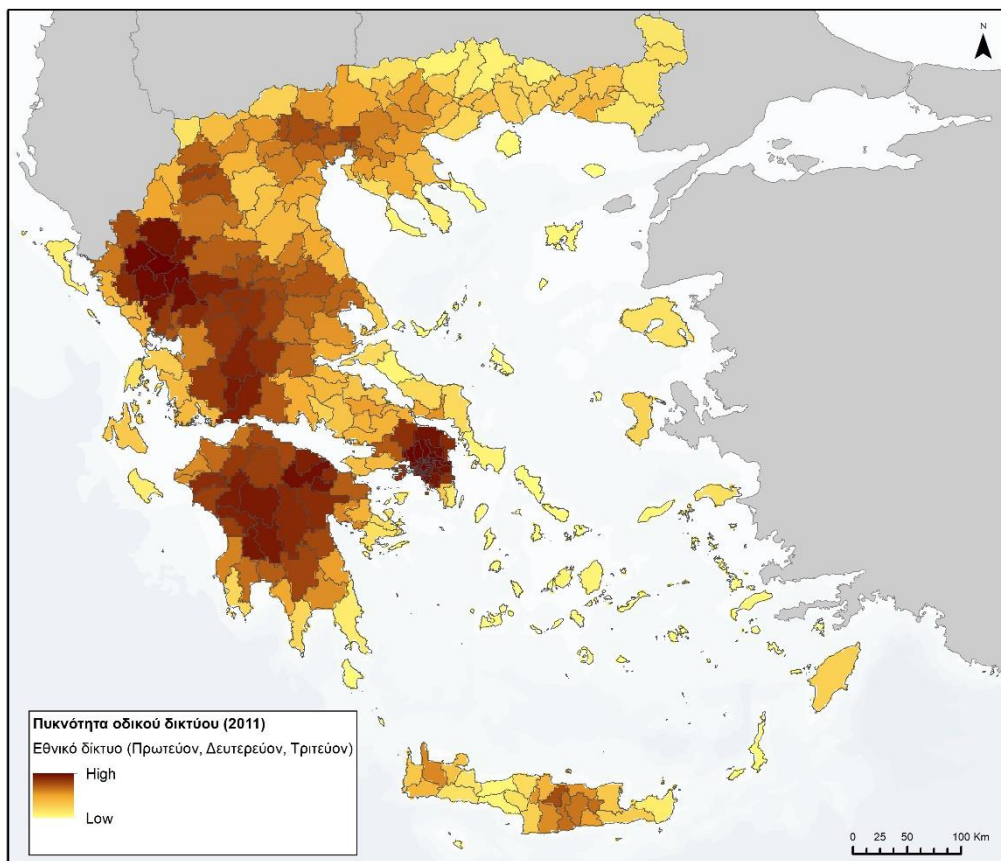 N
Πυκνότητα οδικού δικτύου (2011)
Εθνικό δίκτυο (Πρωτεύον, Δευτερεύον, Τριτεύον)
High
Low
0 25 50 100 Km